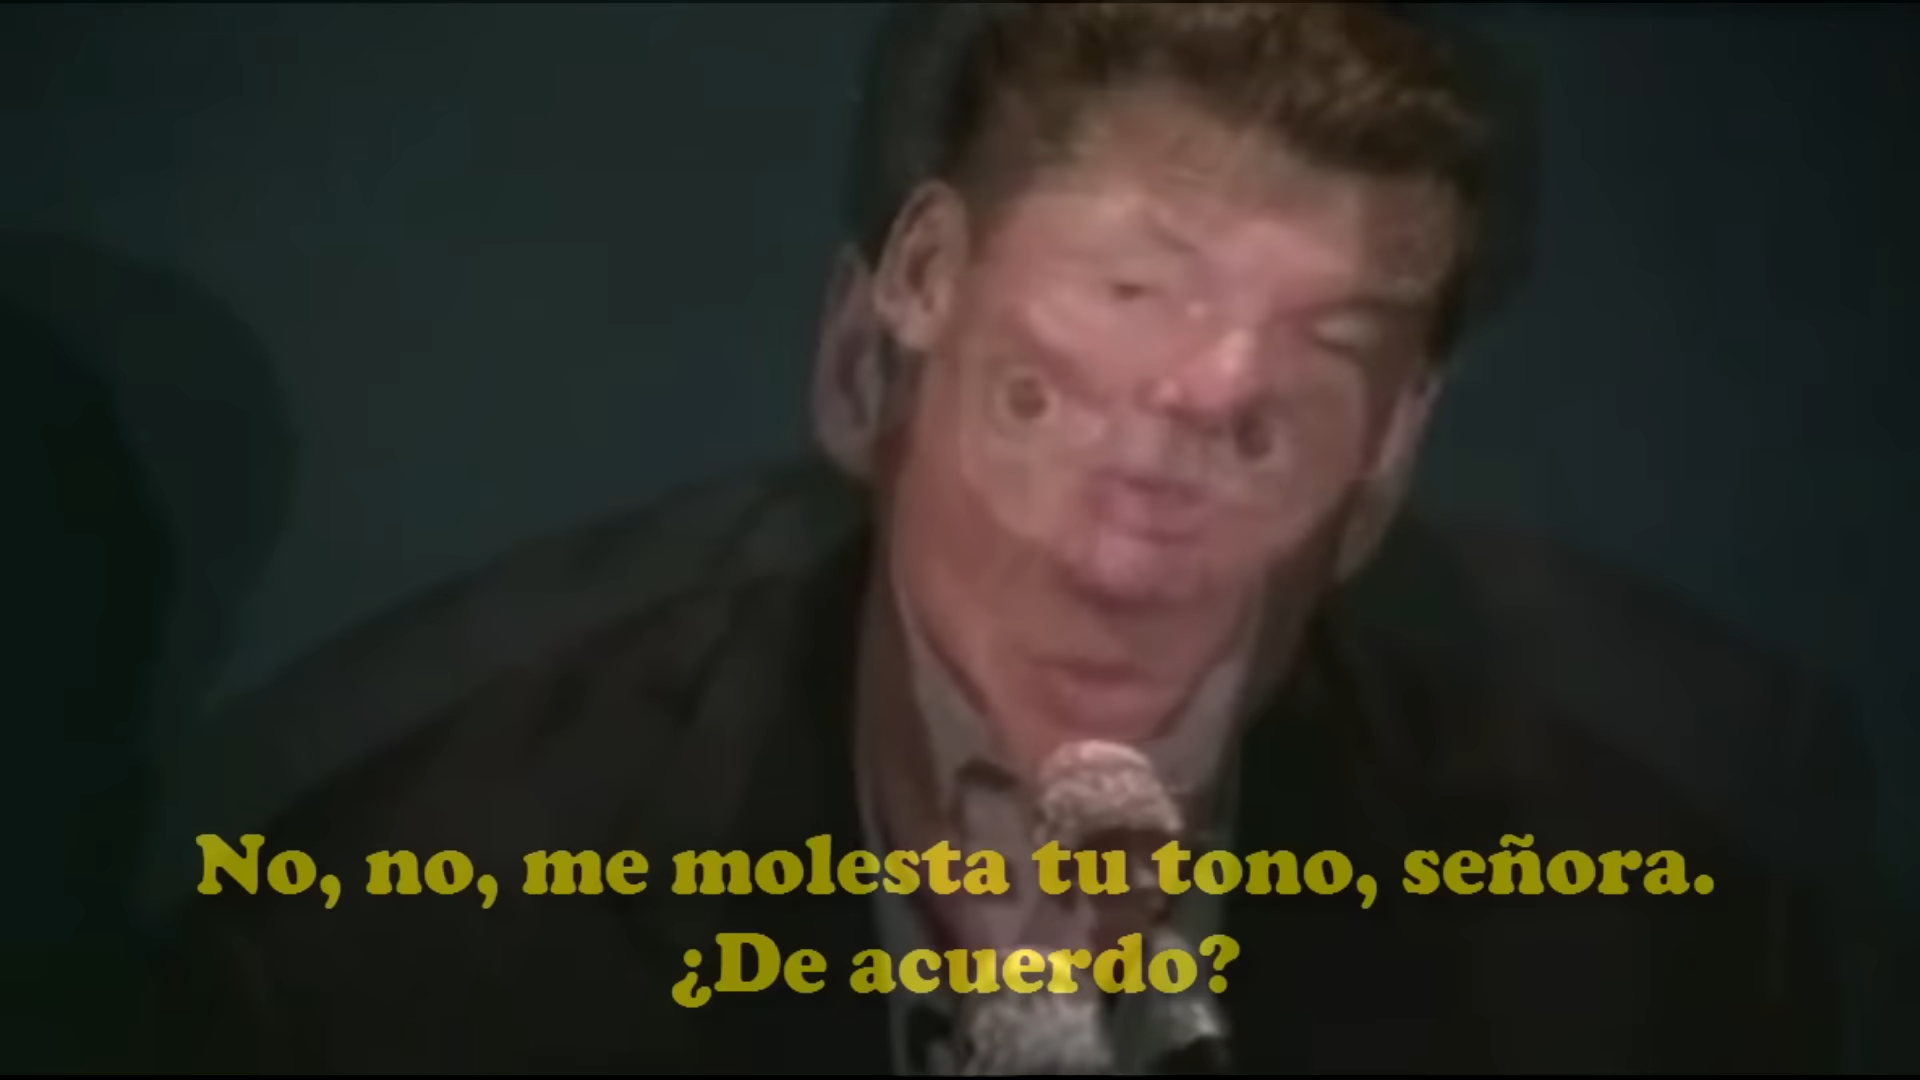 No, no, me molesta tu tono, señora.
¿De acuerdo?